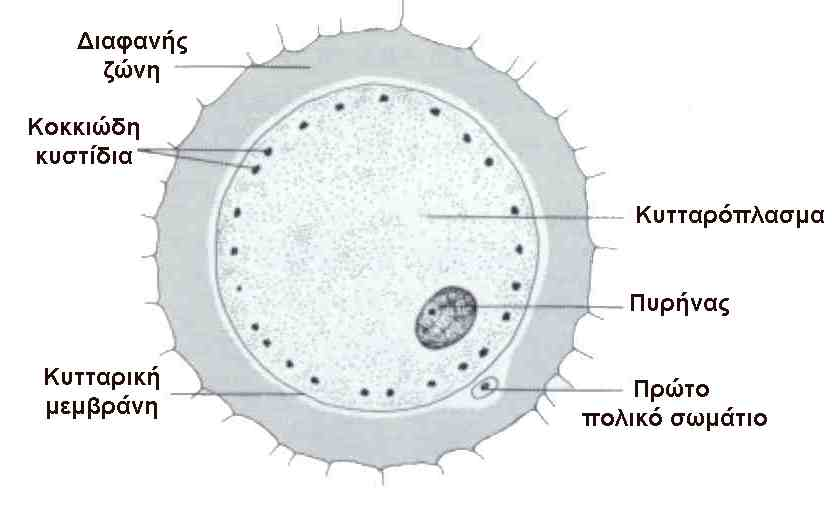 Διαφανής
ζώνη
Κοκκιώδη
κυστίδια
Κυτταρόπλασμα
Πυρήνας
Κυτταρική
μεμβράνη
Πρώτο
πολικό σωμάτιο